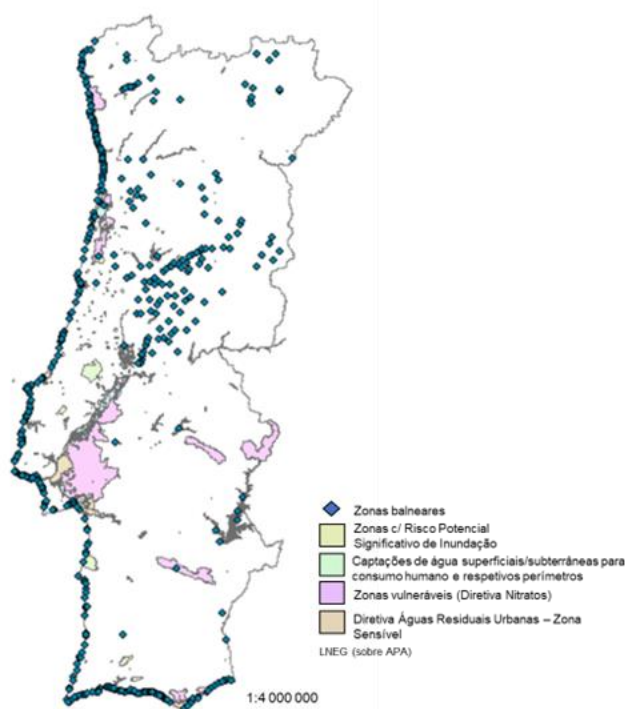 Zonas balneares
Zonas c/ Risco Potencial
Significativo de Inundação
Captações de água superficiais/subterrâneas para
consumo humano e respetivos perímetros
Zonas vulneráveis (Diretiva Nitratos)
Diretiva Águas Residuais Urbanas – Zona
Sensível
LNEG (sobre APA)
1:4 000 000